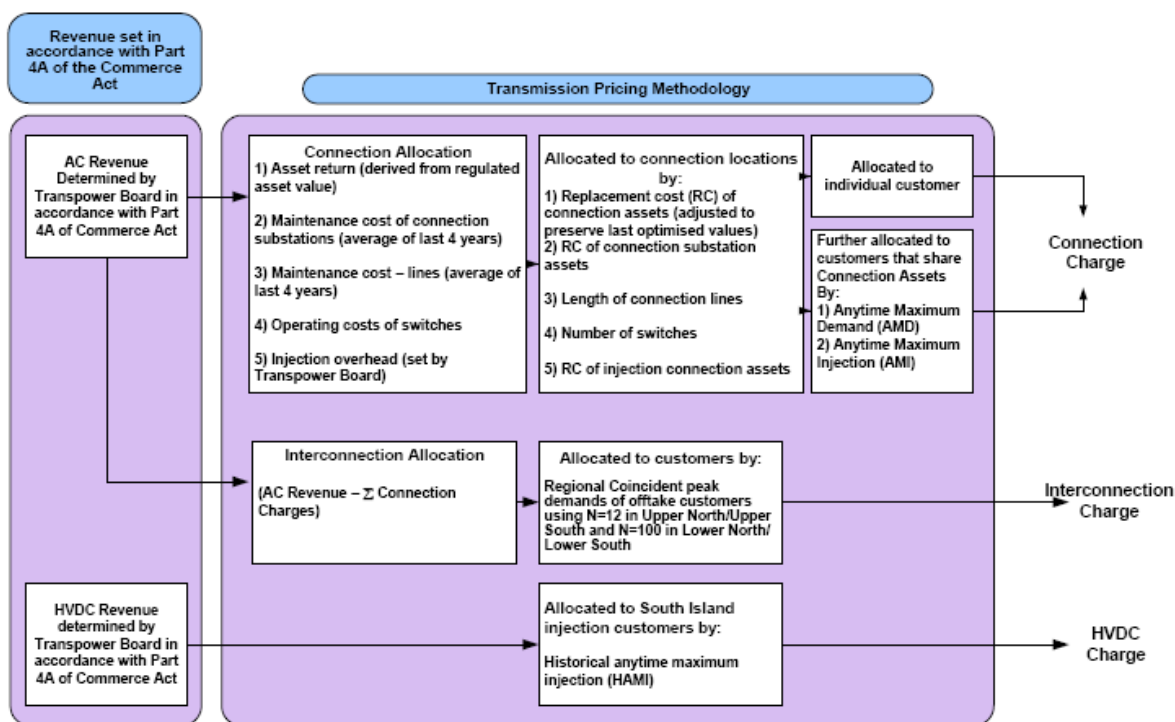 Revenue set in
accordance with Part
4A of the Commerce
Act
Transmission Pricing Methodology
AC Revenue
Determined by
Transpower Board in
accordance with Part
4A of Commerce Act
Connection Allocation
1) Asset return (derived from regulated
asset value)
2) Maintenance cost of connection
substations (average of last 4 years)
3) Maintenance cost – lines (average of
last 4 years)
4) Operating costs of switches
5) Injection overhead (set by
Transpower Board)
Allocated to connection locations
by:
1) Replacement cost (RC) of
connection assets (adjusted to
preserve last optimised values)
2) RC of connection substation
assets
3) Length of connection lines
4) Number of switches
5) RC of injection connection assets
Allocated to
individual customer
Further allocated to
customers that share
Connection Assets
By:
1) Anytime Maximum
Demand (AMD)
2) Anytime Maximum
Injection (AMI)
Connection
Charge
Interconnection Allocation
(AC Revenue – Σ Connection
Charges)
Allocated to customers by:
Regional Coincident peak
demands of offtake customers
using N=12 in Upper North/Upper
South and N=100 in Lower North/
Lower South
Interconnection
Charge
HVDC Revenue
determined by
Transpower Board in
accordance with Part
4A of Commerce Act
Allocated to South Island
injection customers by:
Historical anytime maximum
injection (HAMI)
HVDC
Charge